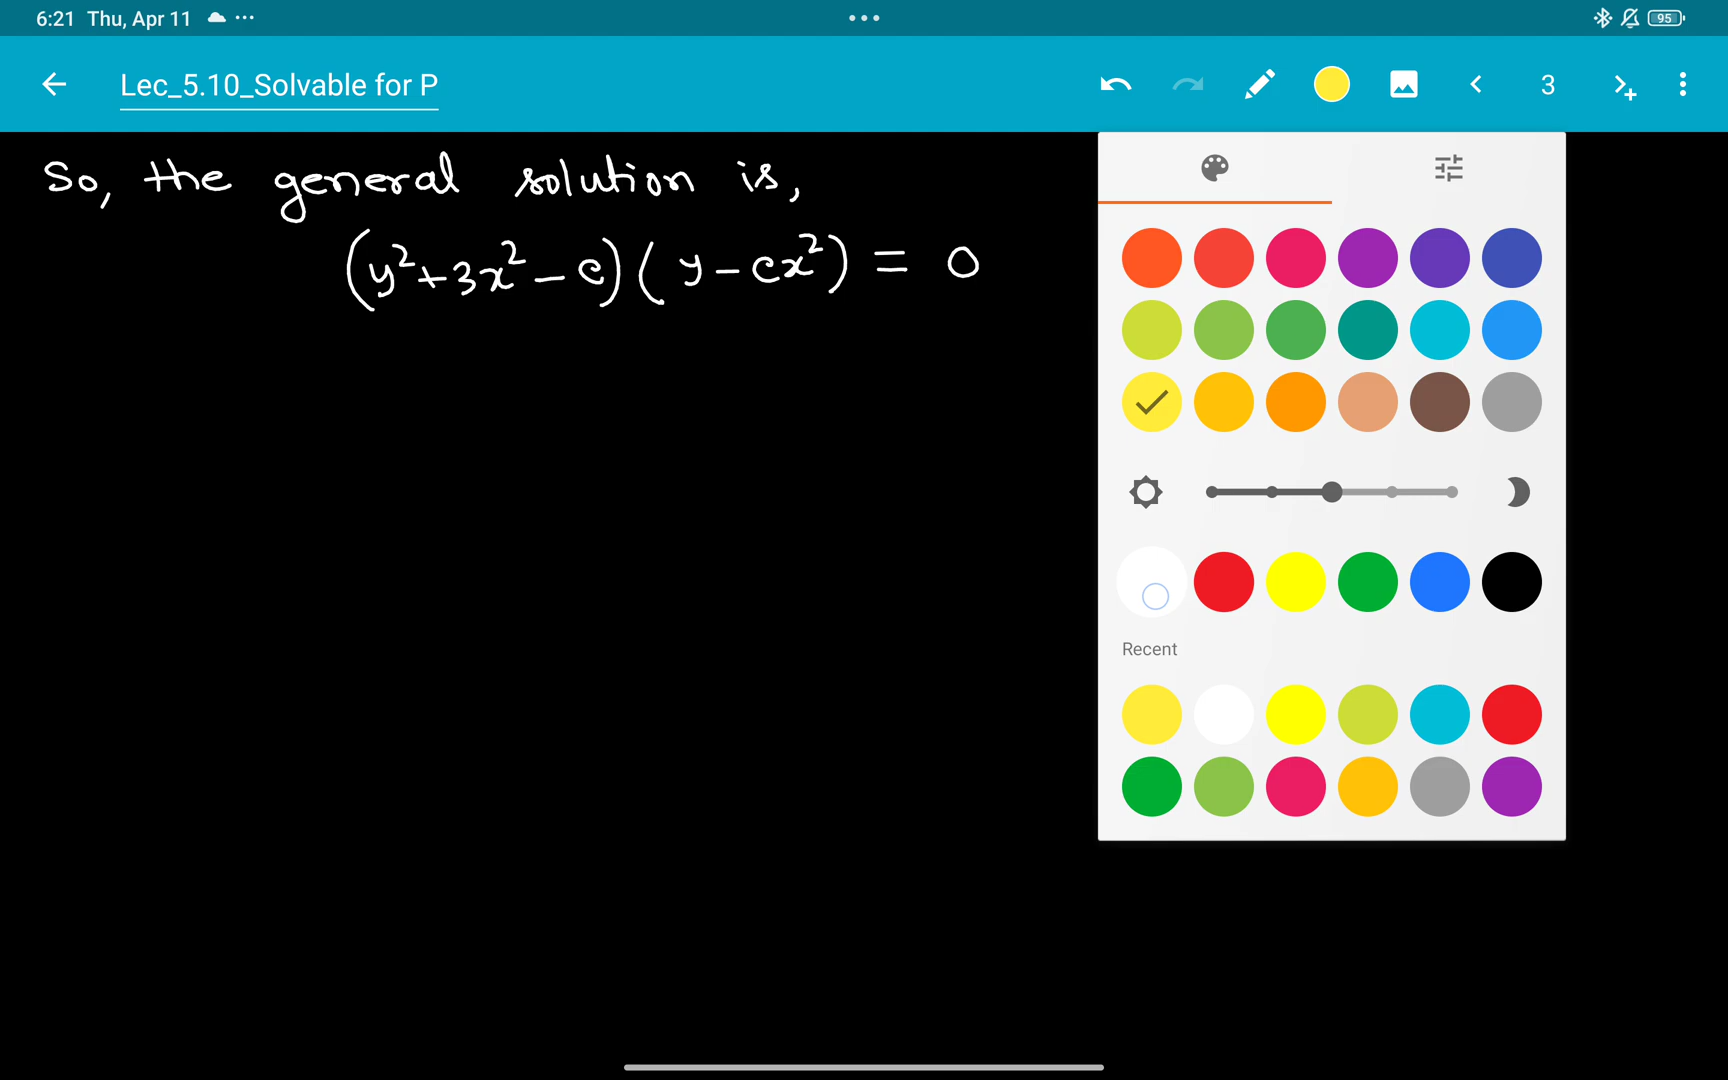 6:21 Thu, Apr 11
95
Lec_5.10_Solvable for P
3
So, the general solution is,
(y²+3x²-c)(y-cx²) = 0
Recent